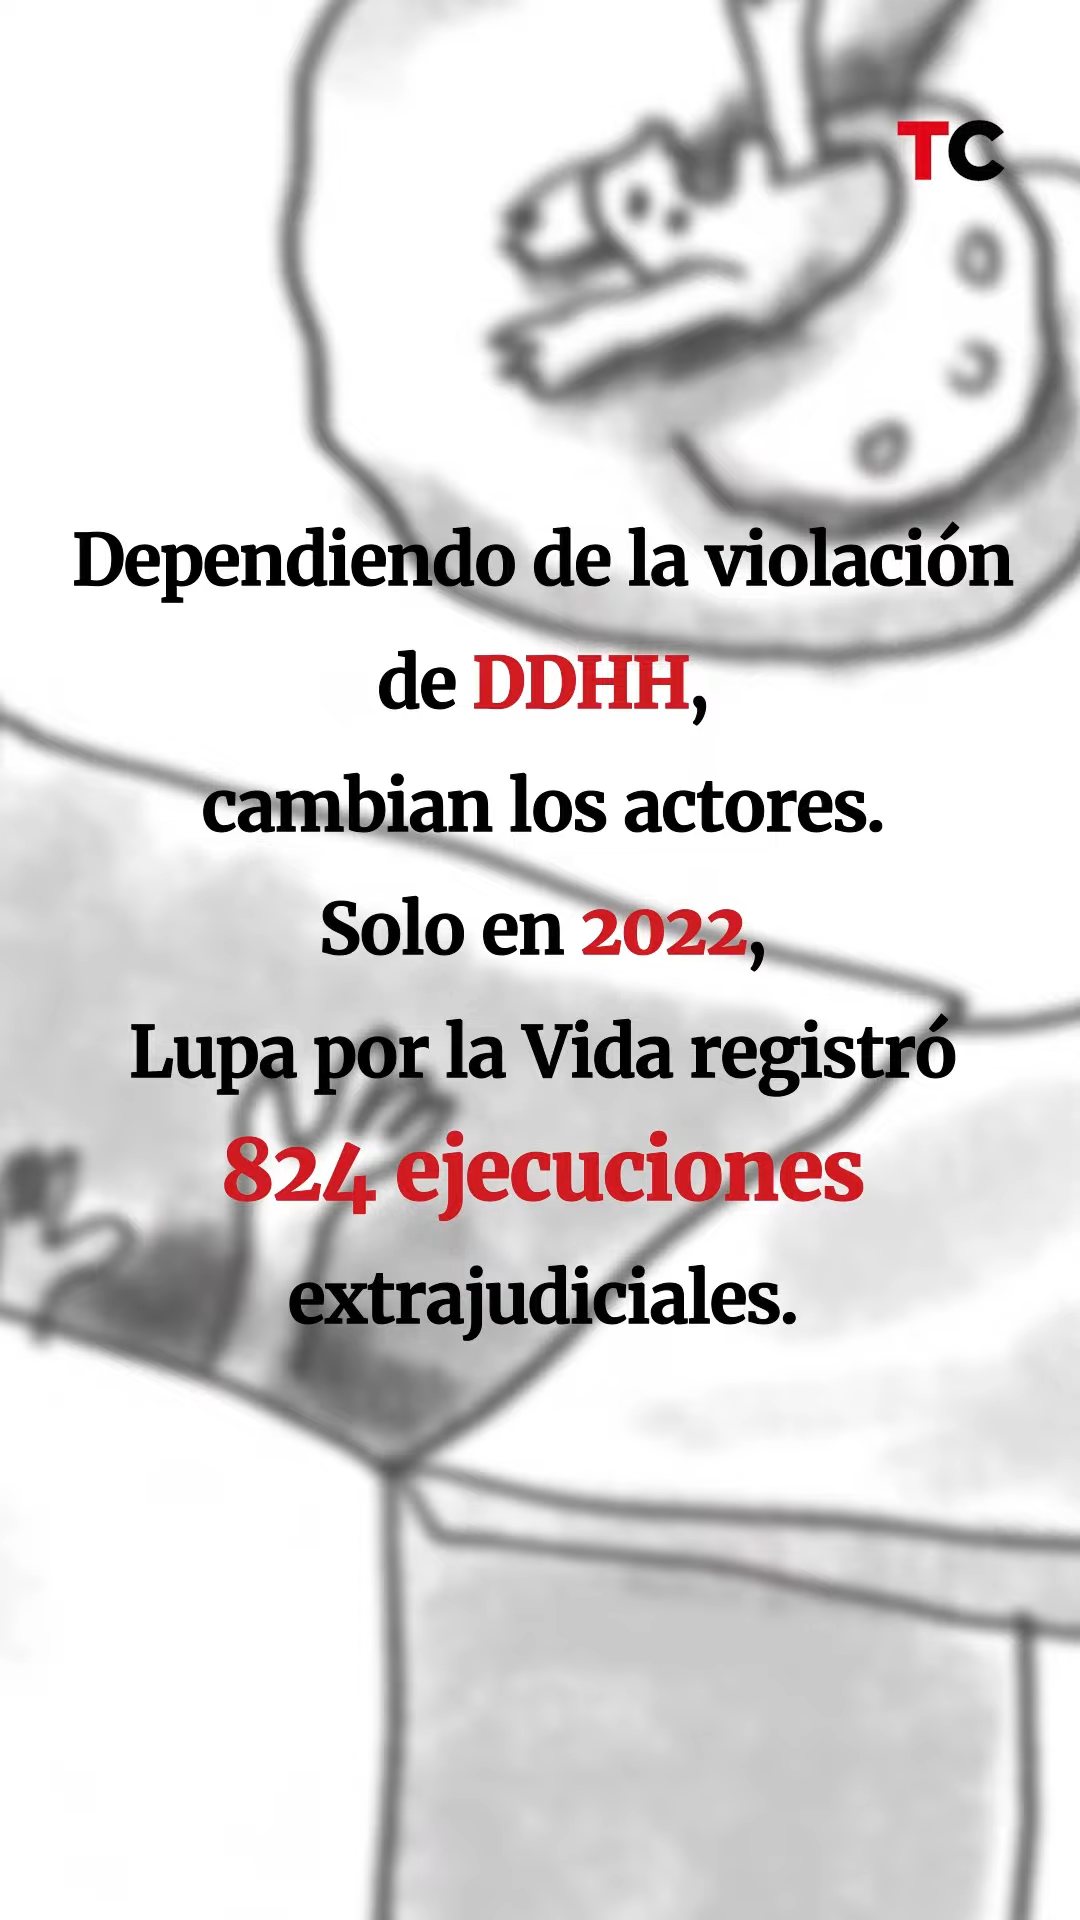 TC
Dependiendo de la violación
de DDHH,
cambian los actores.
Solo en 2022,
Lupa por la Vida registró
824 ejecuciones
extrajudiciales.